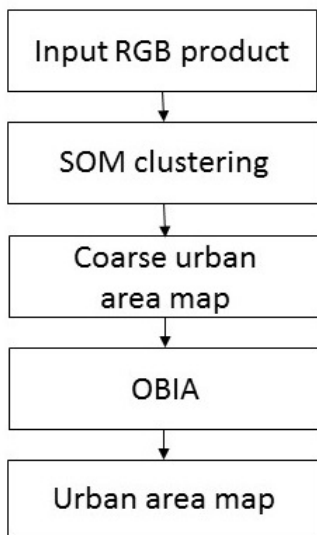 Input RGB product
SOM clustering
Coarse urban
area map
OBIA
Urban area map